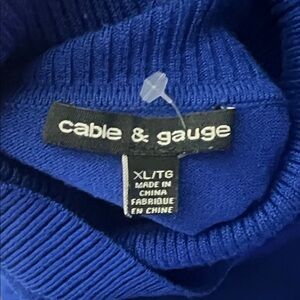 cable & gauge
XL/TG
MADE IN
CHINA
FABRIQUE
EN CHINE